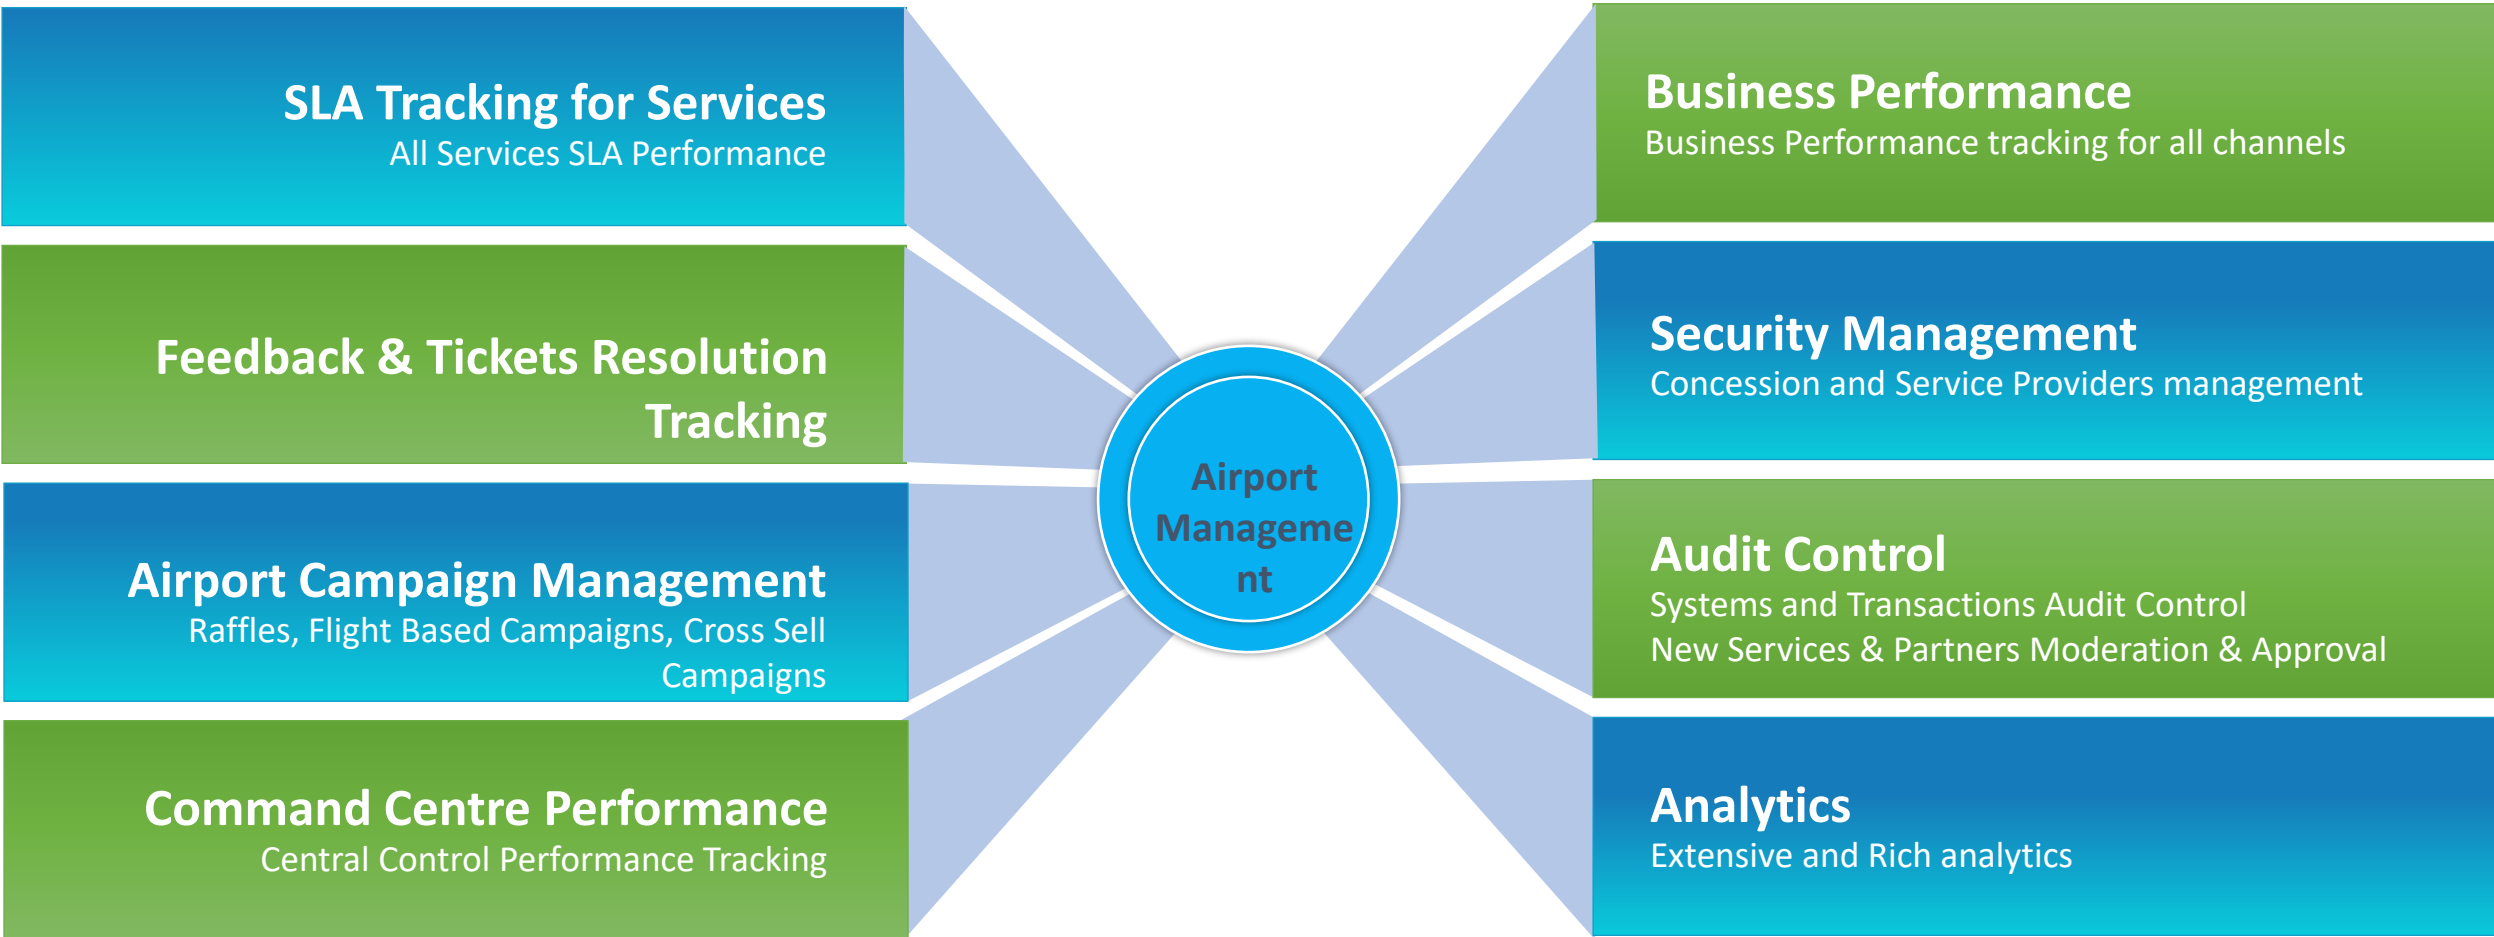 SLA Tracking for Services
All Services SLA Performance
Feedback & Tickets Resolution
Tracking
Airport Campaign Management
Raffles, Flight Based Campaigns, Cross Sell
Campaigns
Command Centre Performance
Central Control Performance Tracking
Airport
Manageme
nt
Business Performance
Business Performance tracking for all channels
Security Management
Concession and Service Providers management
Audit Control
Systems and Transactions Audit Control
New Services & Partners Moderation & Approval
Analytics
Extensive and Rich analytics